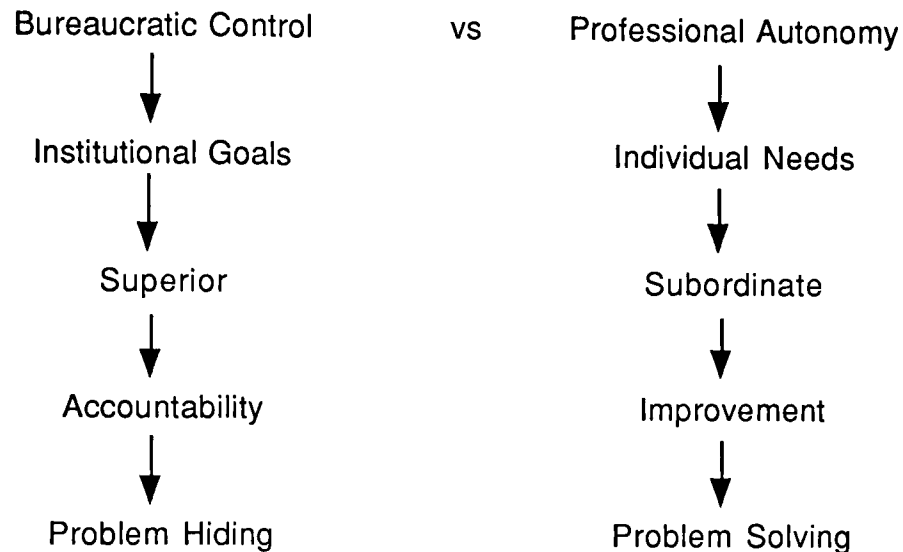 Bureaucratic Control vs Professional Autonomy
Institutional Goals Individual Needs
Superior Subordinate
Accountability Improvement
Problem Hiding Problem Solving